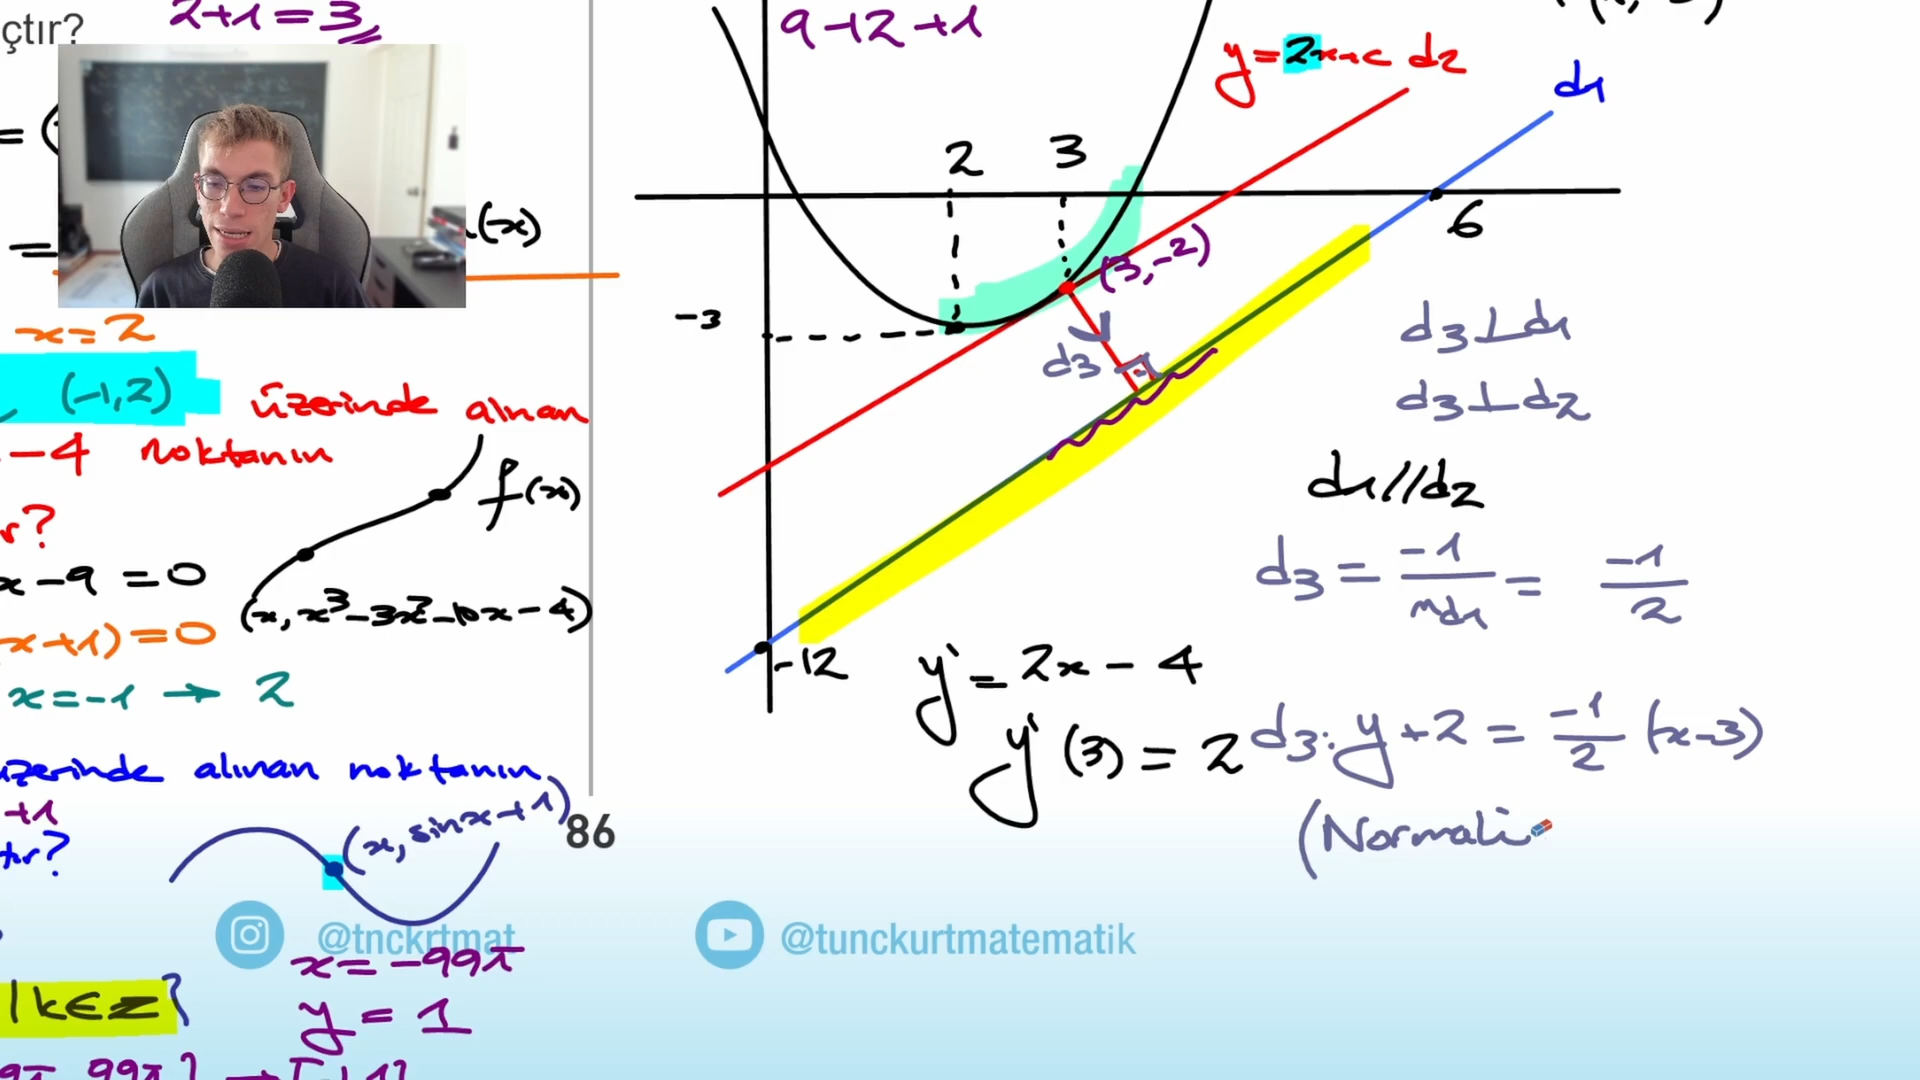 çtır?
2+1=3
= (
= (x)
x=2
(-1,2) üzerinde alınan
-4 noktanın
r?
f(x)
x-9 =0
(x, x³-3x²-10x-4)
x+1)=0
x=-1 → 2
üzerinde alınan noktanın
+1
tır?
(x, sinx+1)
86
@tnckrtmat
x=-99π
| k∈Z}
y = 1
9-12+1
y=2x+c d2
d1
2
3
6
(3,-2)
-3
d3
d3⊥d1
d3⊥d2
d1//d2
d3 = -1/md1 = -1/2
-12
y' = 2x-4
y'(3) = 2
d3: y+2 = -1/2 (x-3)
(Normali
@tunckurtmatematik